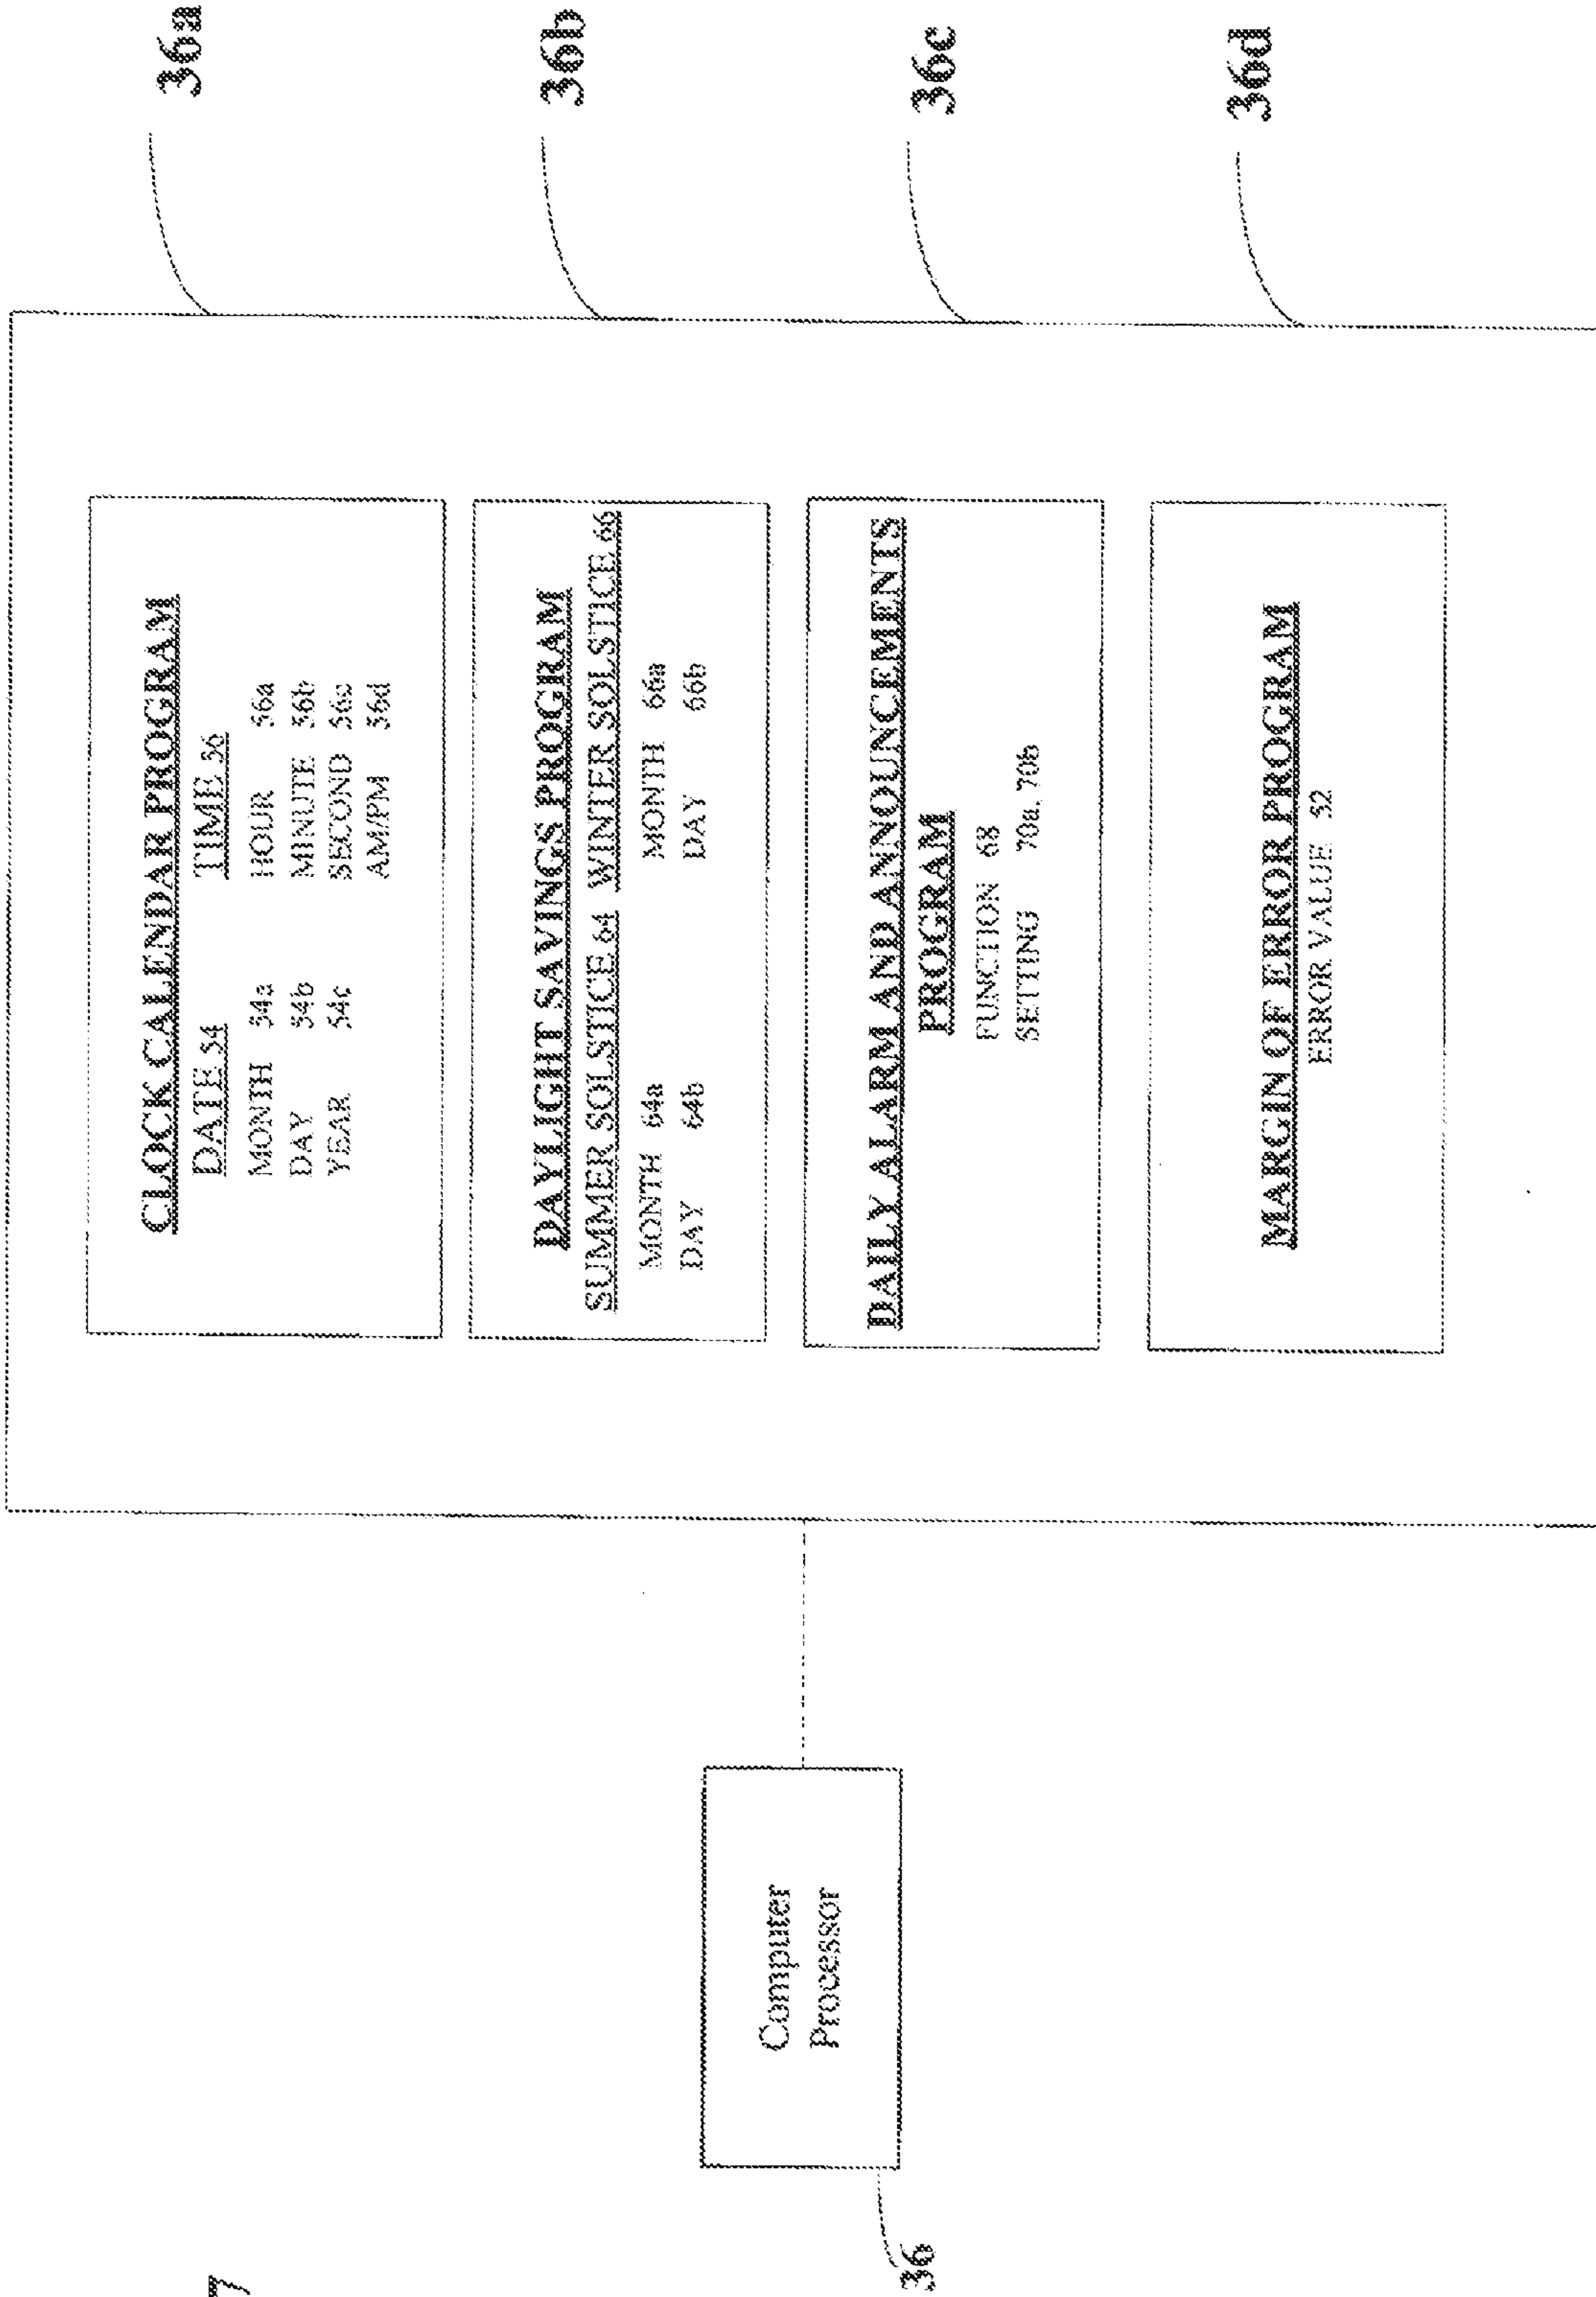 7
36
Computer
Processor
CLOCK CALENDAR PROGRAM
DATE 54 TIME 56
MONTH 54a HOUR 56a
DAY 54b MINUTE 56b
YEAR 54c SECOND 56c
AM/PM 56d
36a
DAYLIGHT SAVINGS PROGRAM
SUMMER SOLSTICE 64 WINTER SOLSTICE 66
MONTH 64a MONTH 66a
DAY 64b DAY 66b
36b
DAILY ALARM AND ANNOUNCEMENTS
PROGRAM
FUNCTION 68
SETTING 70a, 70b
36c
MARGIN OF ERROR PROGRAM
ERROR VALUE 52
36d